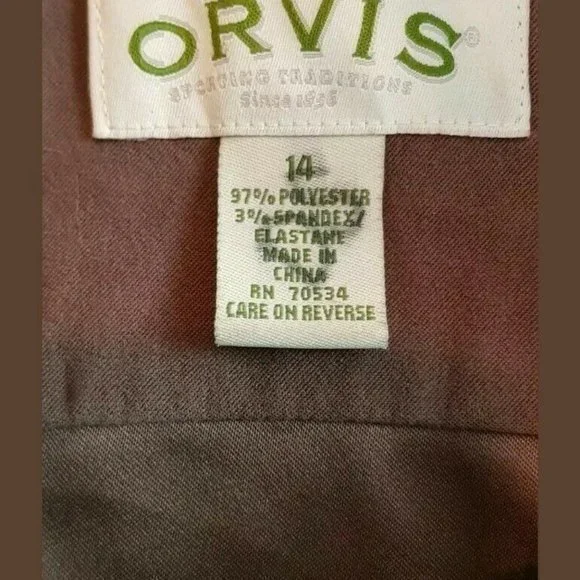 ORVIS®
SPORTING TRADITIONS
Since 1856
14
97% POLYESTER
3% SPANDEX/
ELASTANE
MADE IN
CHINA
RN 70534
CARE ON REVERSE